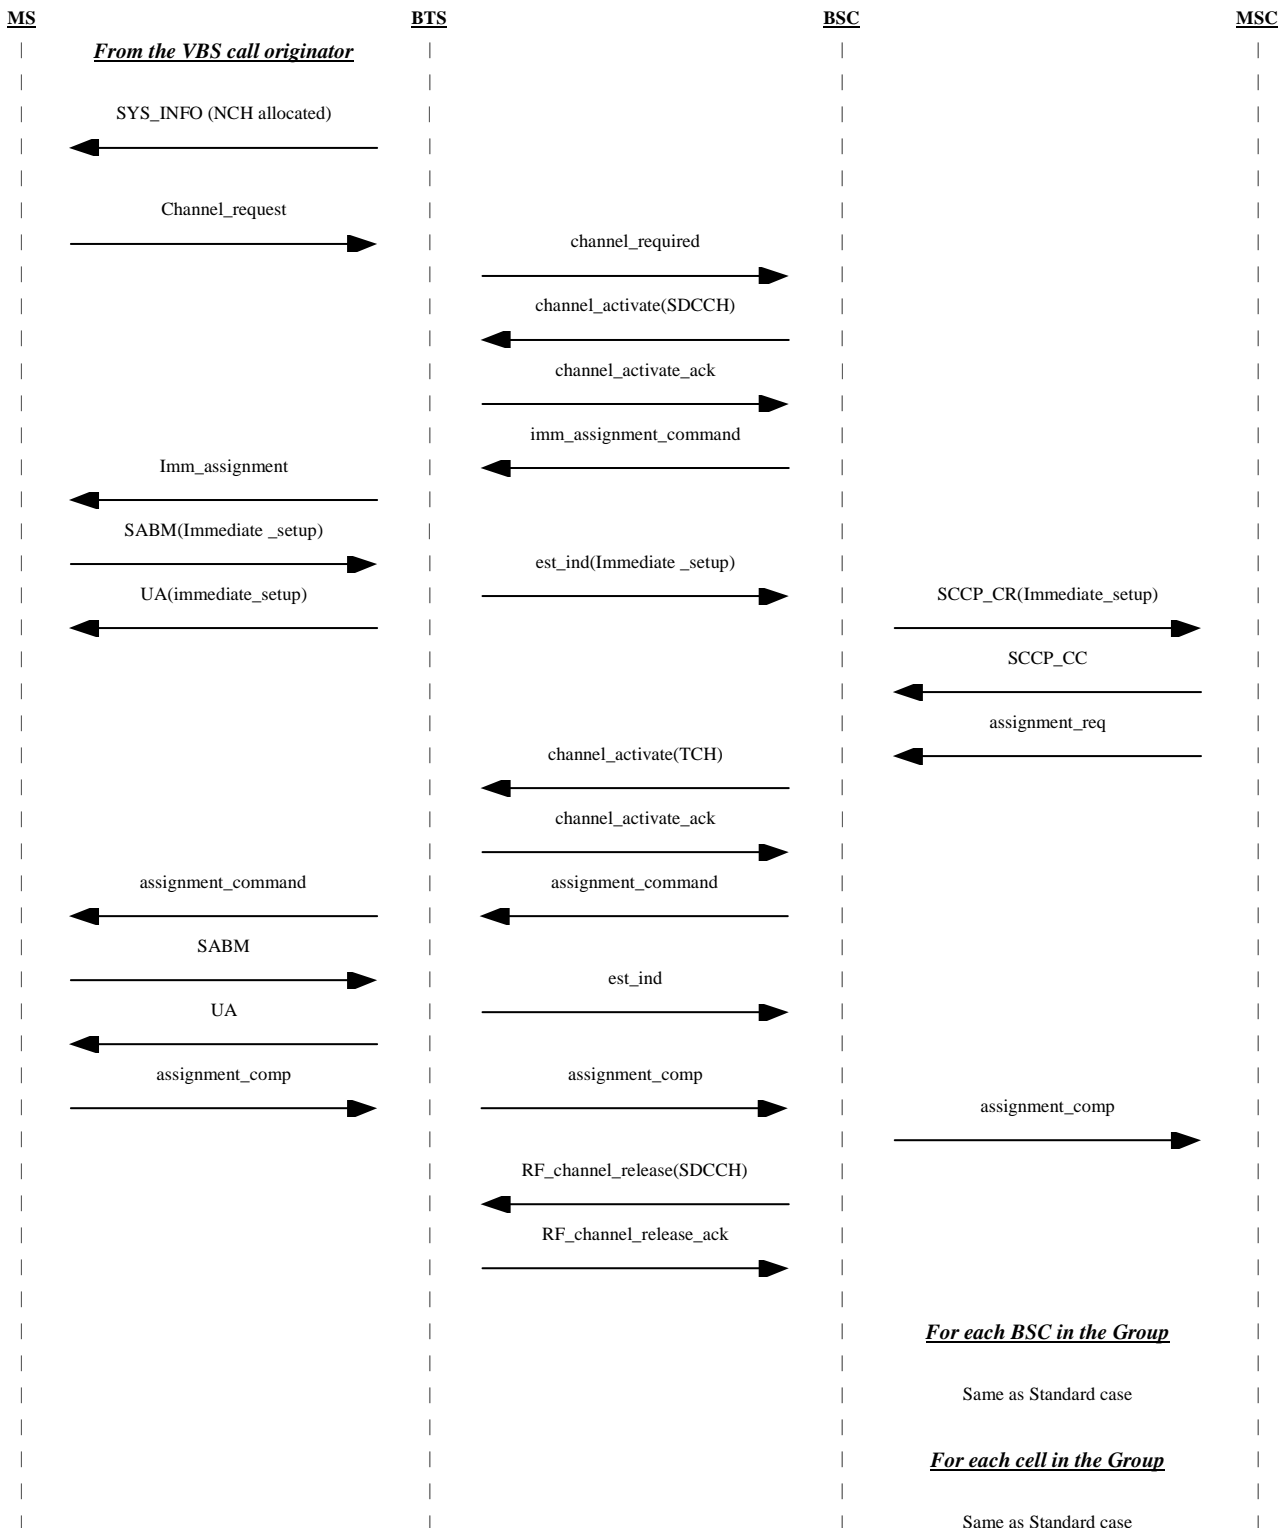 MS BTS BSC MSC
From the VBS call originator
SYS_INFO (NCH allocated)
Channel_request
channel_required
channel_activate(SDCCH)
channel_activate_ack
imm_assignment_command
Imm_assignment
SABM(Immediate _setup)
est_ind(Immediate _setup)
UA(immediate_setup)
SCCP_CR(Immediate_setup)
SCCP_CC
assignment_req
channel_activate(TCH)
channel_activate_ack
assignment_command assignment_command
SABM
est_ind
UA
assignment_comp assignment_comp
assignment_comp
RF_channel_release(SDCCH)
RF_channel_release_ack
For each BSC in the Group
Same as Standard case
For each cell in the Group
Same as Standard case